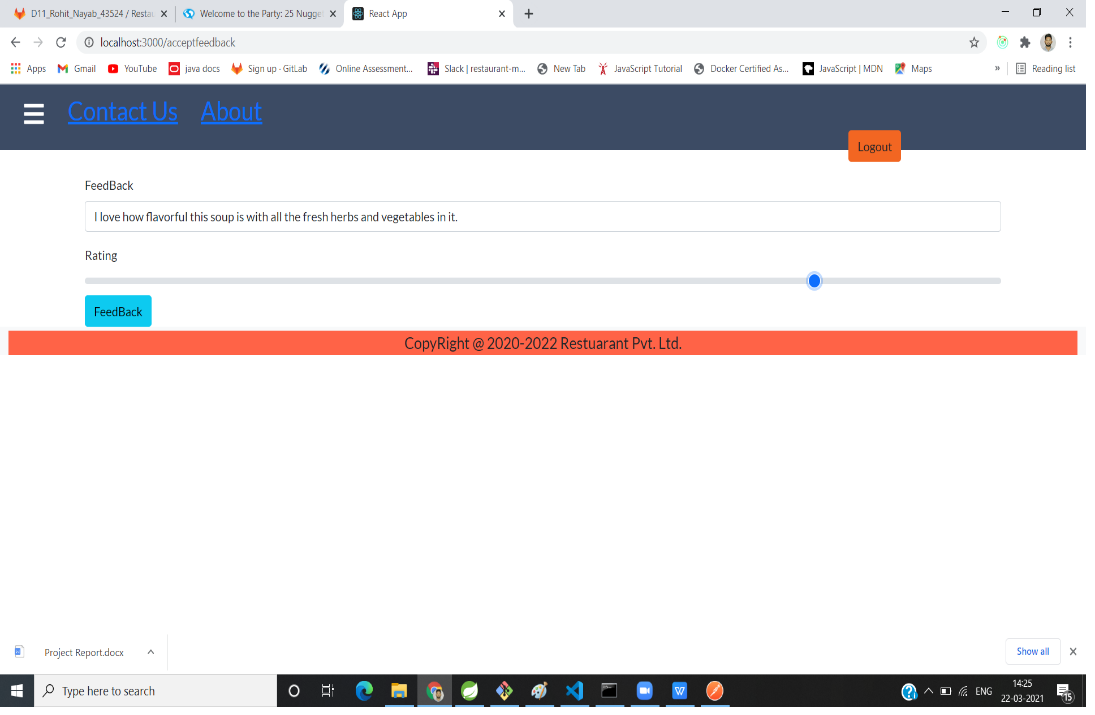 D11_Rohit_Nayab_43524 / Restau
Welcome to the Party: 25 Nugget
React App
localhost:3000/acceptfeedback
Apps Gmail YouTube java docs Sign up · GitLab Online Assessment... Slack | restaurant-m... New Tab JavaScript Tutorial Docker Certified As... JavaScript | MDN Maps » Reading list
Contact Us About
Logout
FeedBack
I love how flavorful this soup is with all the fresh herbs and vegetables in it.
Rating
FeedBack
CopyRight @ 2020-2022 Restuarant Pvt. Ltd.
Project Report.docx
Show all
Type here to search
ENG
14:25
22-03-2021
15